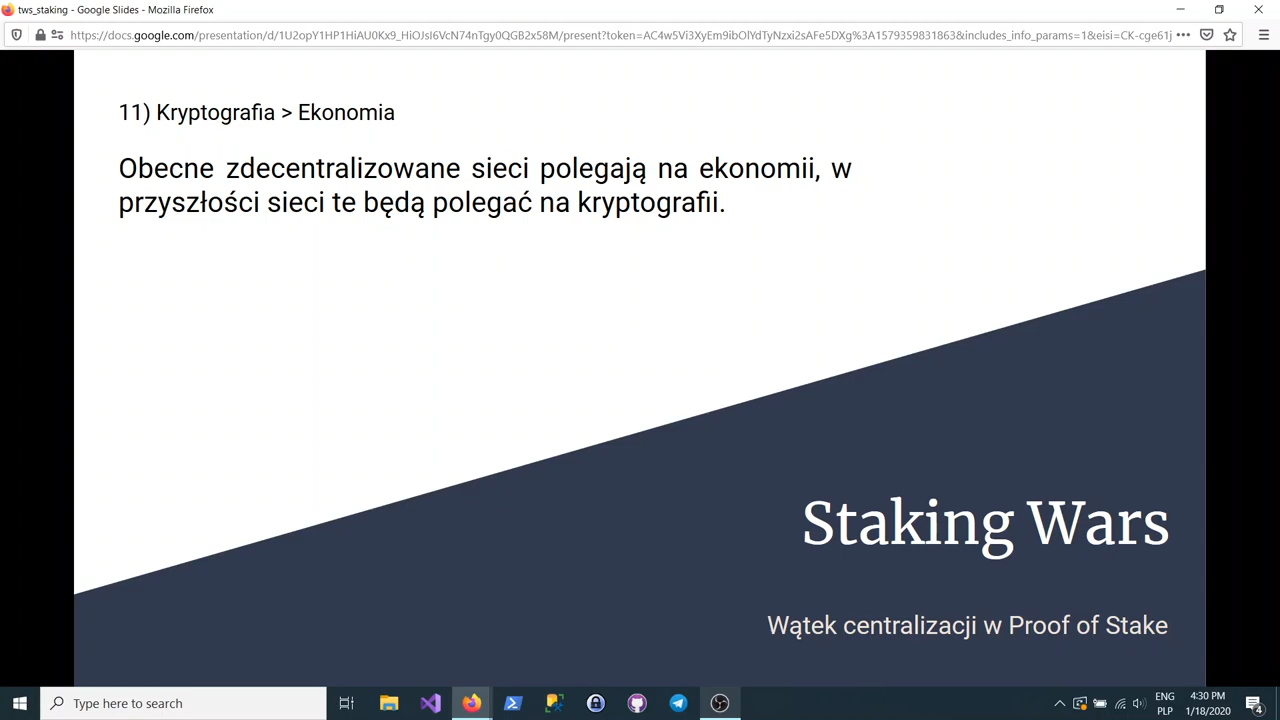 tws_staking - Google Slides - Mozilla Firefox
https://docs.google.com/presentation/d/1U2opY1HP1HiAU0Kx9_HiOJsI6VcN74nTgy0QGB2x58M/present?token=AC4w5Vi3XyEm9ibOlYdTyNzxi2sAFe5DXg%3A1579359831863&includes_info_params=1&eisi=CK-cge61j
11) Kryptografia > Ekonomia
Obecne zdecentralizowane sieci polegają na ekonomii, w
przyszłości sieci te będą polegać na kryptografii.
Staking Wars
Wątek centralizacji w Proof of Stake
Type here to search
ENG
PLP
4:30 PM
1/18/2020
4